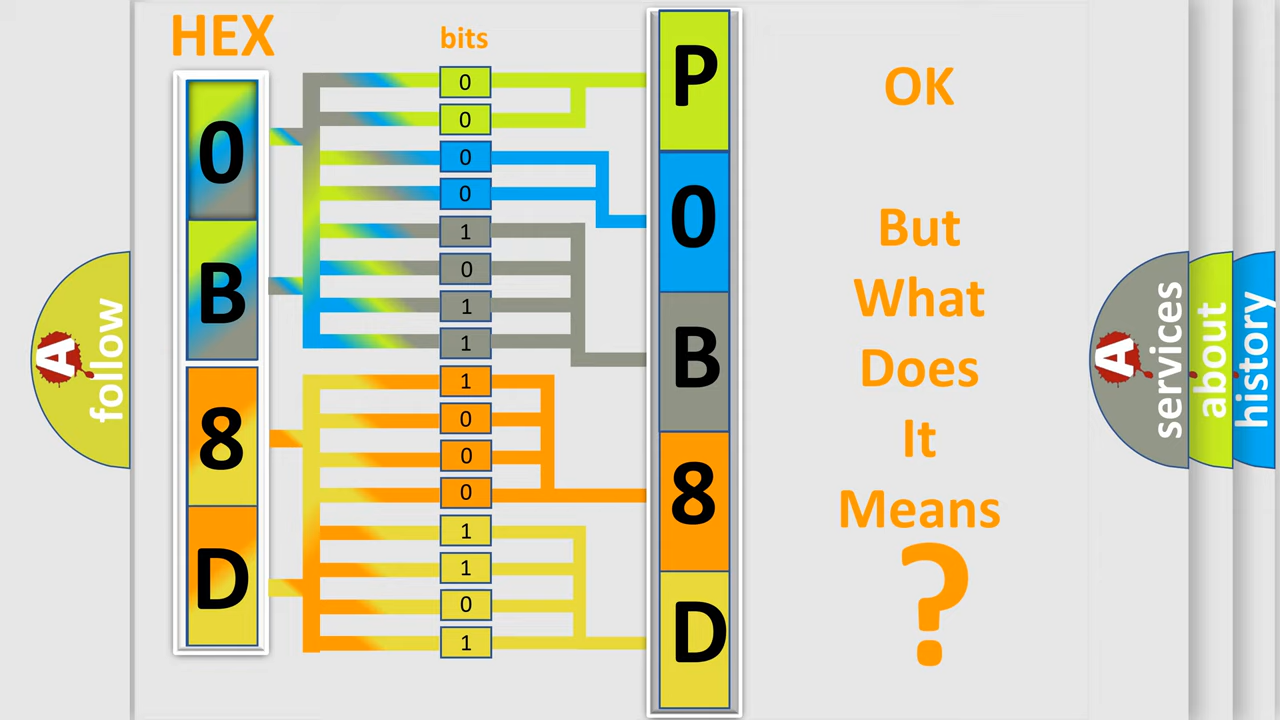 HEX
bits
0
B
8
D
0
0
0
0
1
0
1
1
1
0
0
0
1
1
0
1
P
0
B
8
D
OK
But
What
Does
It
Means
?
A
follow
A
services
about
history